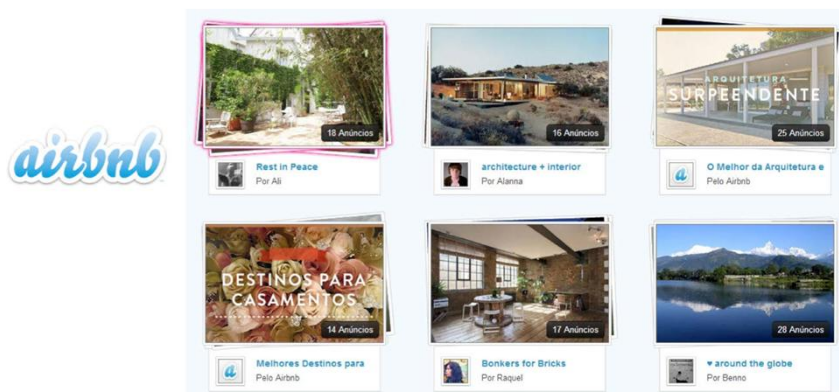 airbnb
18 Anúncios
Rest in Peace
Por Ali
16 Anúncios
architecture + interior
Por Alanna
ARQUITETURA
SURPEENDENTE
25 Anúncios
O Melhor da Arquitetura e
Pelo Airbnb
DESTINOS PARA
CASAMENTOS
14 Anúncios
Melhores Destinos para
Pelo Airbnb
17 Anúncios
Bonkers for Bricks
Por Raquel
28 Anúncios
♥ around the globe
Por Benno